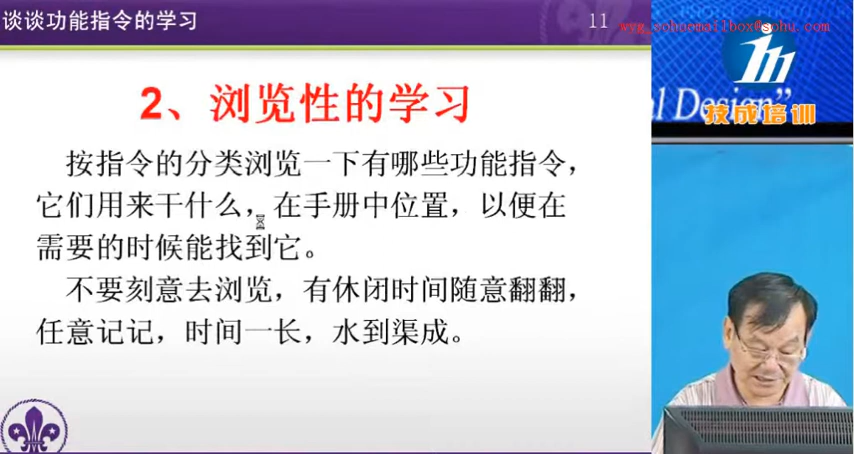 谈谈功能指令的学习
11
wyg_sohuomailbox@sohu.com
2、浏览性的学习
al Design”
技成培训
按指令的分类浏览一下有哪些功能指令，
它们用来干什么，在手册中位置，以便在
需要的时候能找到它。
不要刻意去浏览，有休闭时间随意翻翻，
任意记记，时间一长，水到渠成。